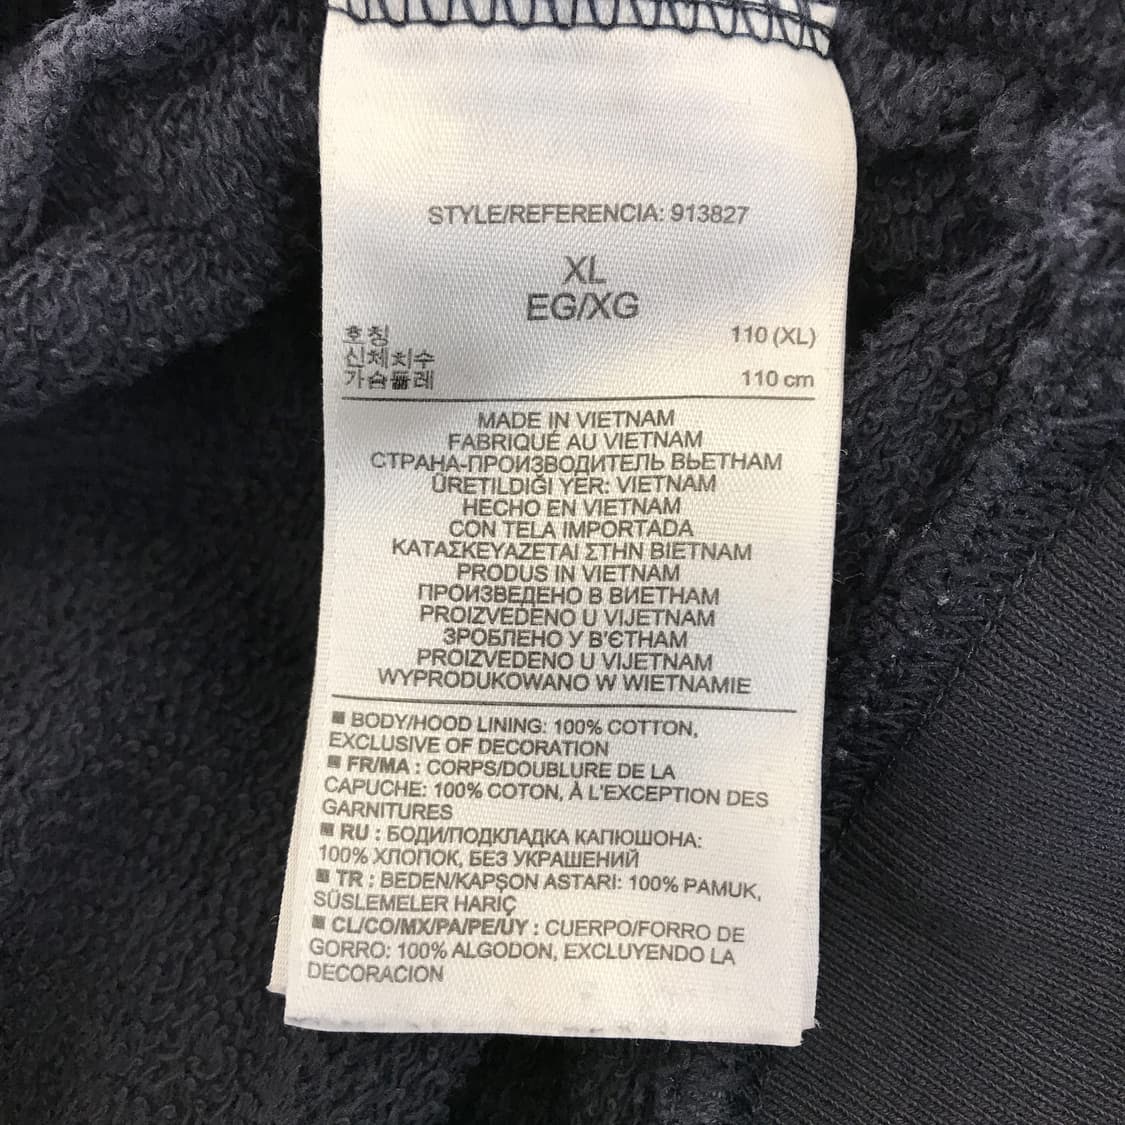 STYLE/REFERENCIA: 913827
XL
EG/XG
호칭 110 (XL)
신체치수
가슴둘레 110 cm
MADE IN VIETNAM
FABRIQUÉ AU VIETNAM
СТРАНА-ПРОИЗВОДИТЕЛЬ ВЬЕТНАМ
ÜRETILDIĞI YER: VIETNAM
HECHO EN VIETNAM
CON TELA IMPORTADA
ΚΑΤΑΣΚΕΥΑΖΕΤΑΙ ΣΤΗΝ ΒΙΕΤΝΑΜ
PRODUS IN VIETNAM
ПРОИЗВЕДЕНО В ВИЕТНАМ
PROIZVEDENO U VIJETNAM
ЗРОБЛЕНО У В'ЄТНАМ
PROIZVEDENO U VIJETNAM
WYPRODUKOWANO W WIETNAMIE
■ BODY/HOOD LINING: 100% COTTON,
EXCLUSIVE OF DECORATION
■ FR/MA : CORPS/DOUBLURE DE LA
CAPUCHE: 100% COTON, À L'EXCEPTION DES
GARNITURES
■ RU : БОДИ/ПОДКЛАДКА КАПЮШОНА:
100% ХЛОПОК, БЕЗ УКРАШЕНИЙ
■ TR : BEDEN/KAPŞON ASTARI: 100% PAMUK,
SÜSLEMELER HARIÇ
■ CL/CO/MX/PA/PE/UY : CUERPO/FORRO DE
GORRO: 100% ALGODON, EXCLUYENDO LA
DECORACION